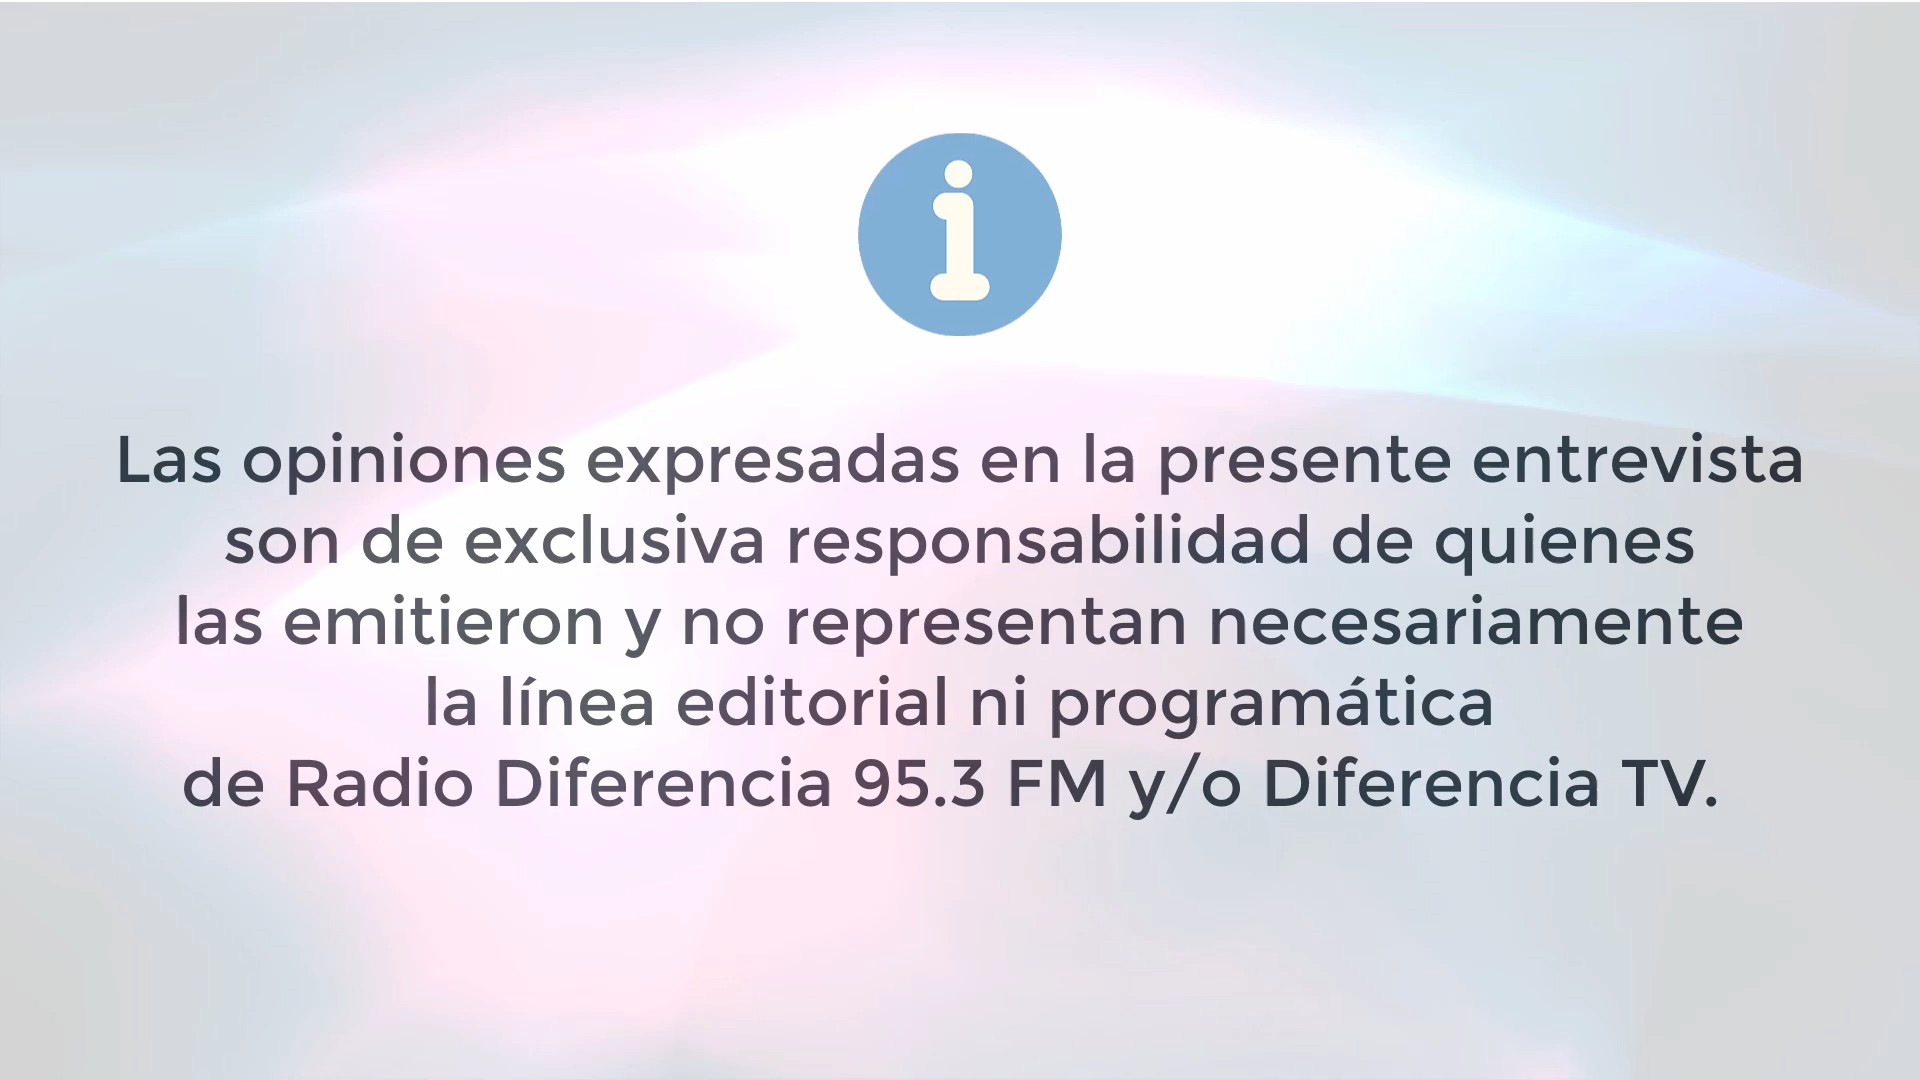 Las opiniones expresadas en la presente entrevista
son de exclusiva responsabilidad de quienes
las emitieron y no representan necesariamente
la línea editorial ni programática
de Radio Diferencia 95.3 FM y/o Diferencia TV.